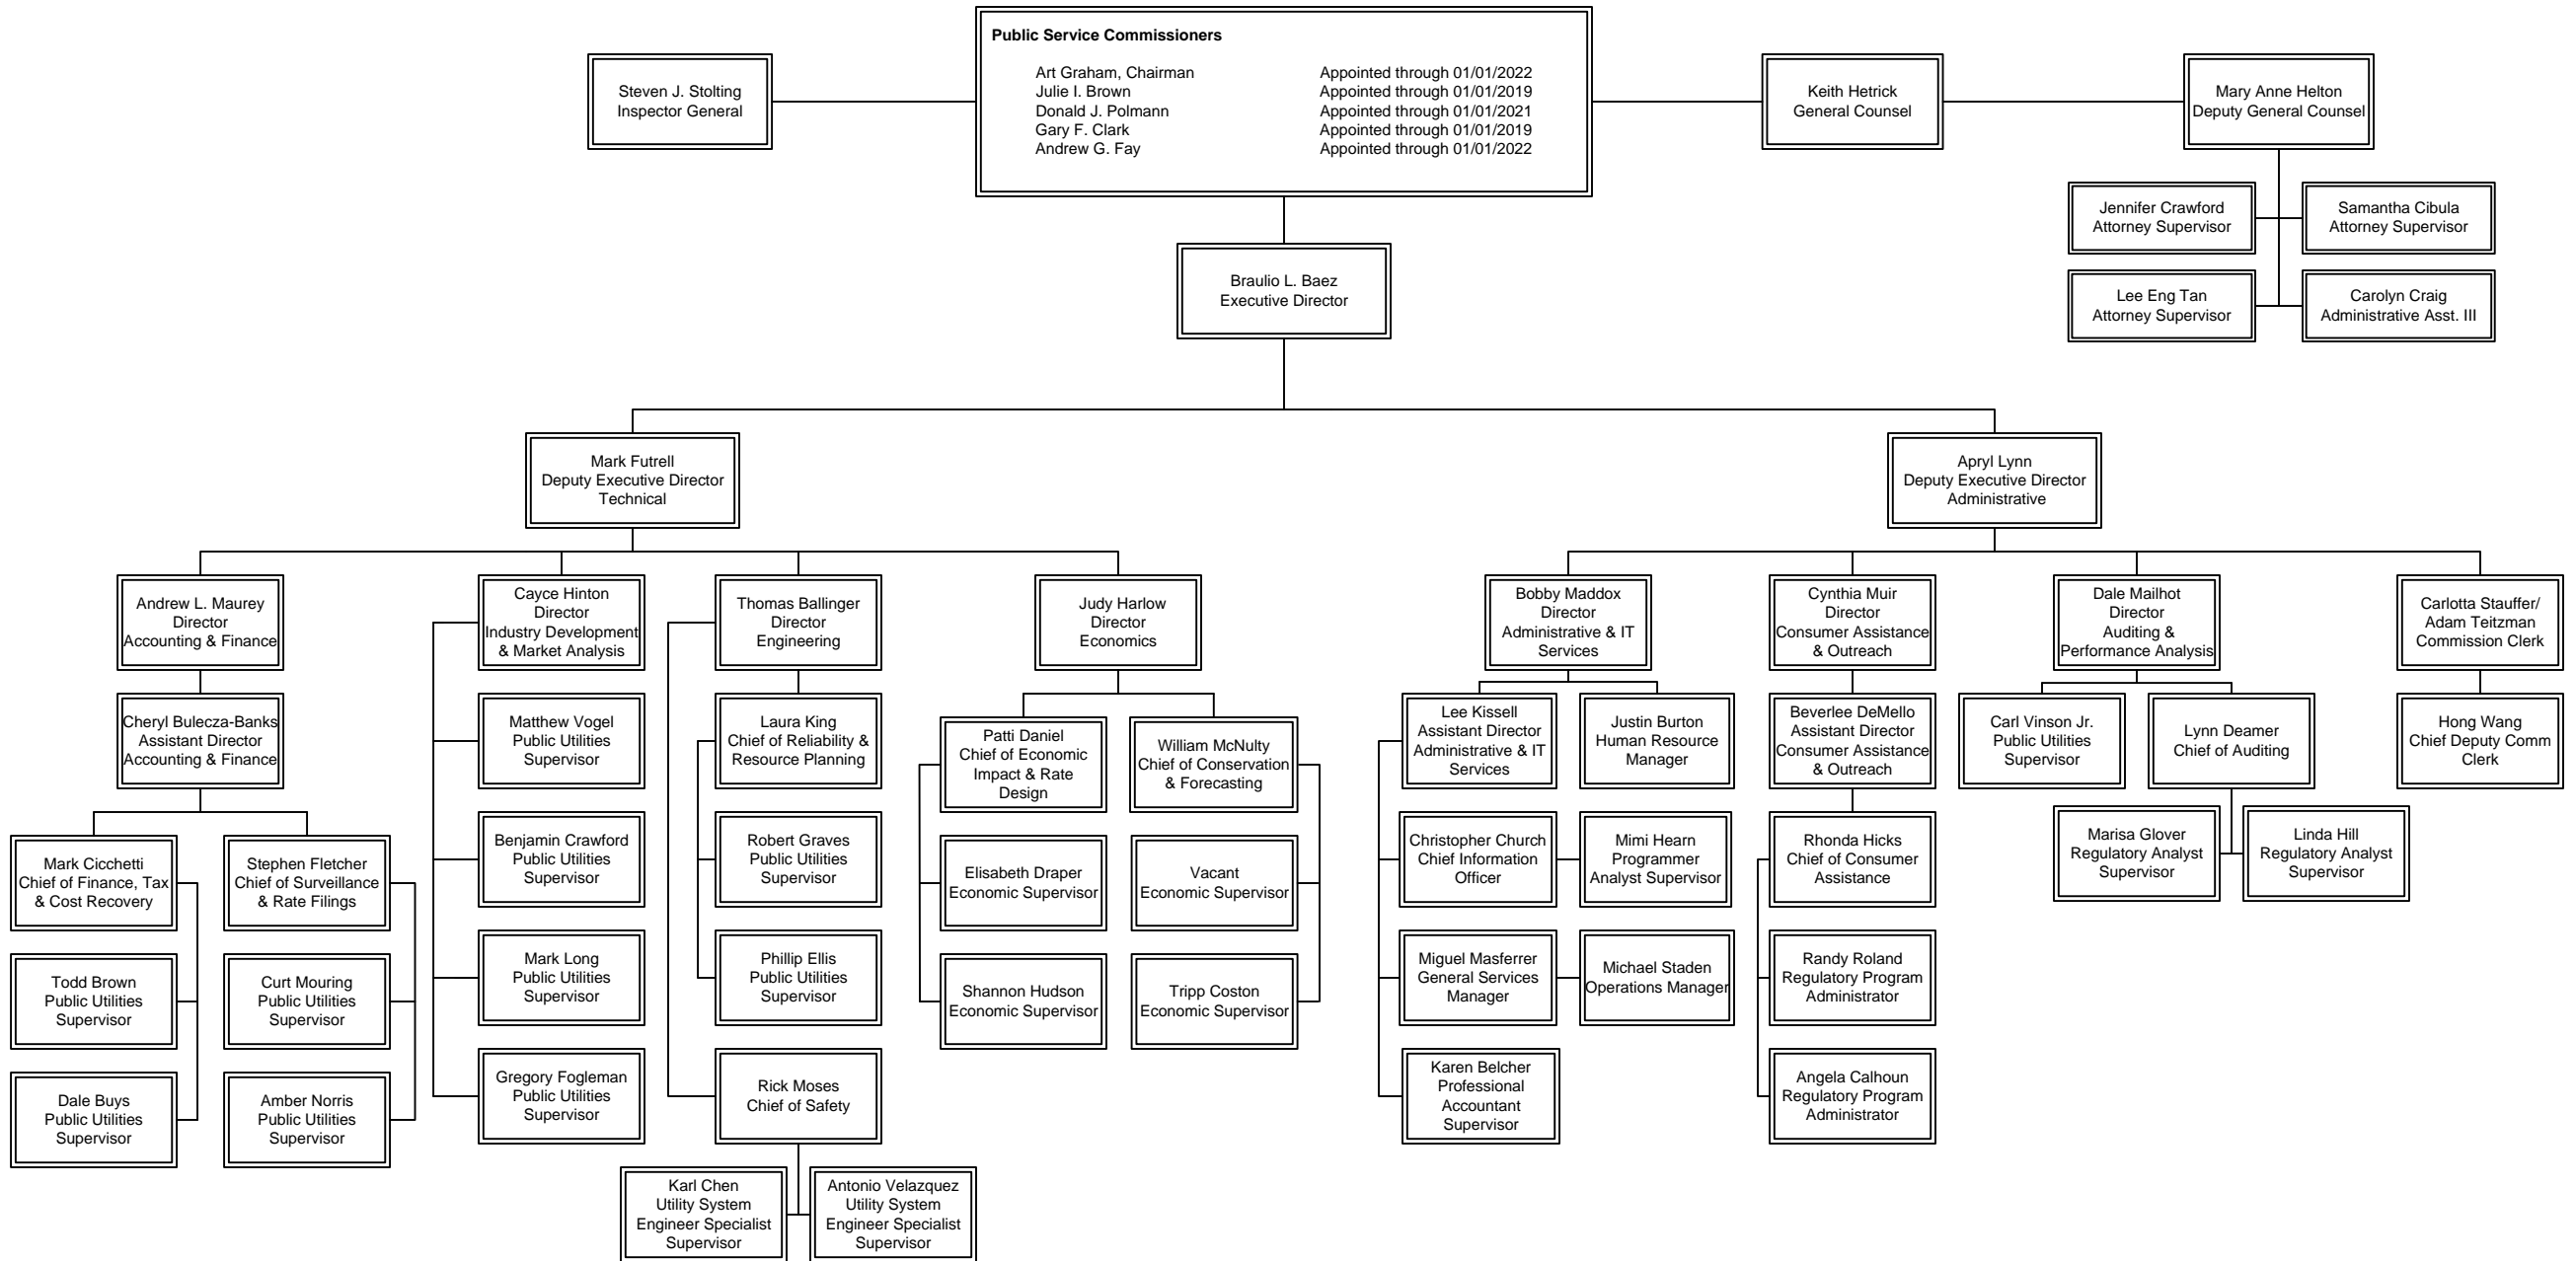 Public Service Commissioners
Art Graham, Chairman Appointed through 01/01/2022
Julie I. Brown Appointed through 01/01/2019
Donald J. Polmann Appointed through 01/01/2021
Gary F. Clark Appointed through 01/01/2019
Andrew G. Fay Appointed through 01/01/2022
Steven J. Stolting
Inspector General
Keith Hetrick
General Counsel
Mary Anne Helton
Deputy General Counsel
Jennifer Crawford
Attorney Supervisor
Samantha Cibula
Attorney Supervisor
Lee Eng Tan
Attorney Supervisor
Carolyn Craig
Administrative Asst. III
Braulio L. Baez
Executive Director
Mark Futrell
Deputy Executive Director
Technical
Apryl Lynn
Deputy Executive Director
Administrative
Andrew L. Maurey
Director
Accounting & Finance
Cheryl Bulecza-Banks
Assistant Director
Accounting & Finance
Mark Cicchetti
Chief of Finance, Tax
& Cost Recovery
Todd Brown
Public Utilities
Supervisor
Dale Buys
Public Utilities
Supervisor
Stephen Fletcher
Chief of Surveillance
& Rate Filings
Curt Mouring
Public Utilities
Supervisor
Amber Norris
Public Utilities
Supervisor
Cayce Hinton
Director
Industry Development
& Market Analysis
Matthew Vogel
Public Utilities
Supervisor
Benjamin Crawford
Public Utilities
Supervisor
Mark Long
Public Utilities
Supervisor
Gregory Fogleman
Public Utilities
Supervisor
Thomas Ballinger
Director
Engineering
Laura King
Chief of Reliability &
Resource Planning
Robert Graves
Public Utilities
Supervisor
Phillip Ellis
Public Utilities
Supervisor
Rick Moses
Chief of Safety
Karl Chen
Utility System
Engineer Specialist
Supervisor
Antonio Velazquez
Utility System
Engineer Specialist
Supervisor
Judy Harlow
Director
Economics
Patti Daniel
Chief of Economic
Impact & Rate
Design
Elisabeth Draper
Economic Supervisor
Shannon Hudson
Economic Supervisor
William McNulty
Chief of Conservation
& Forecasting
Vacant
Economic Supervisor
Tripp Coston
Economic Supervisor
Bobby Maddox
Director
Administrative & IT
Services
Lee Kissell
Assistant Director
Administrative & IT
Services
Justin Burton
Human Resource
Manager
Christopher Church
Chief Information
Officer
Mimi Hearn
Programmer
Analyst Supervisor
Miguel Masferrer
General Services
Manager
Michael Staden
Operations Manager
Karen Belcher
Professional
Accountant
Supervisor
Cynthia Muir
Director
Consumer Assistance
& Outreach
Beverlee DeMello
Assistant Director
Consumer Assistance
& Outreach
Rhonda Hicks
Chief of Consumer
Assistance
Randy Roland
Regulatory Program
Administrator
Angela Calhoun
Regulatory Program
Administrator
Dale Mailhot
Director
Auditing &
Performance Analysis
Carl Vinson Jr.
Public Utilities
Supervisor
Lynn Deamer
Chief of Auditing
Marisa Glover
Regulatory Analyst
Supervisor
Linda Hill
Regulatory Analyst
Supervisor
Carlotta Stauffer/
Adam Teitzman
Commission Clerk
Hong Wang
Chief Deputy Comm
Clerk